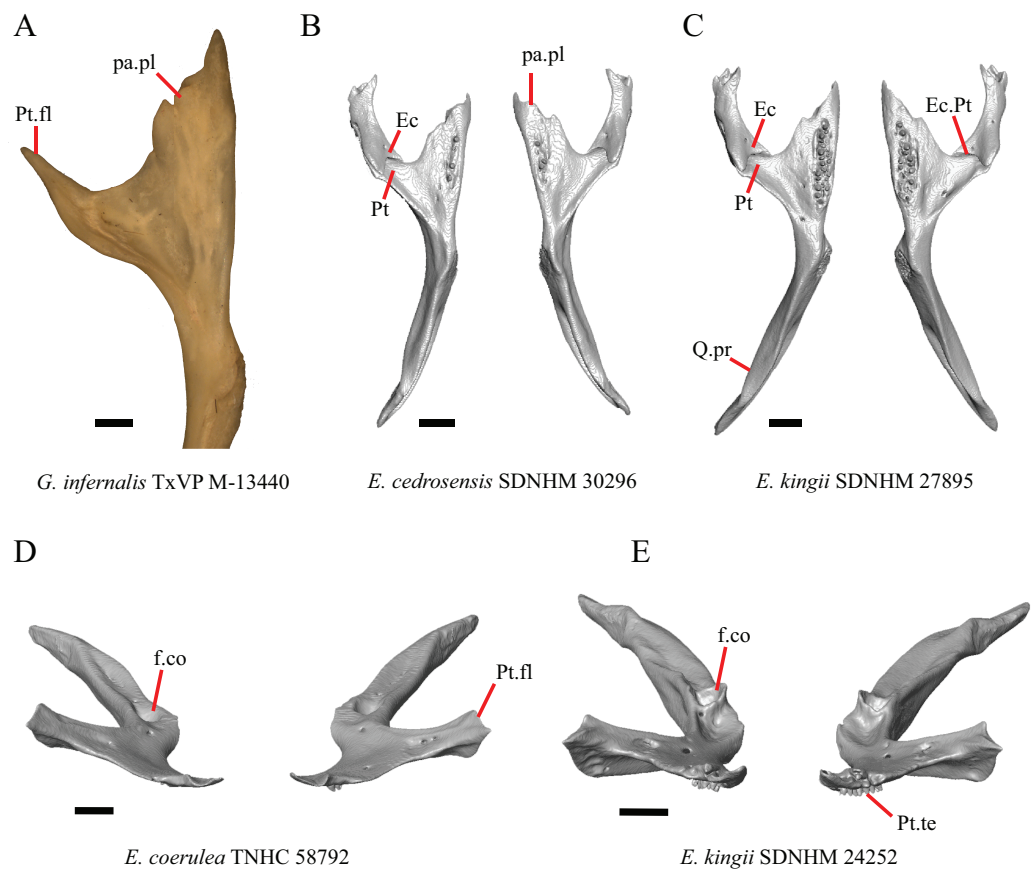 A
B
C
pa.pl
pa.pl
Pt.fl
Ec
Ec
Ec.Pt
Pt
Pt
Q.pr
G. infernalis TxVP M-13440
E. cedrosensis SDNHM 30296
E. kingii SDNHM 27895
D
E
f.co
Pt.fl
f.co
Pt.te
E. coerulea TNHC 58792
E. kingii SDNHM 24252